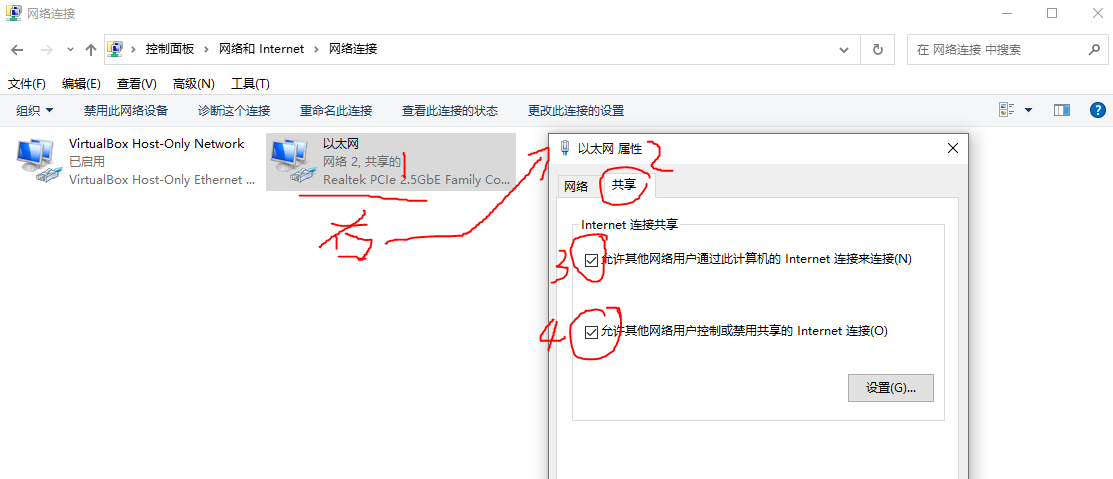 网络连接
控制面板 > 网络和 Internet > 网络连接
在 网络连接 中搜索
文件(F) 编辑(E) 查看(V) 高级(N) 工具(T)
组织 禁用此网络设备 诊断这个连接 重命名此连接 查看此连接的状态 更改此连接的设置
VirtualBox Host-Only Network
已启用
VirtualBox Host-Only Ethernet ...
以太网
网络 2, 共享的
Realtek PCIe 2.5GbE Family Co...
1
右
以太网 属性
2
网络 共享
Internet 连接共享
3
允许其他网络用户通过此计算机的 Internet 连接来连接(N)
4
允许其他网络用户控制或禁用共享的 Internet 连接(O)
设置(G)...